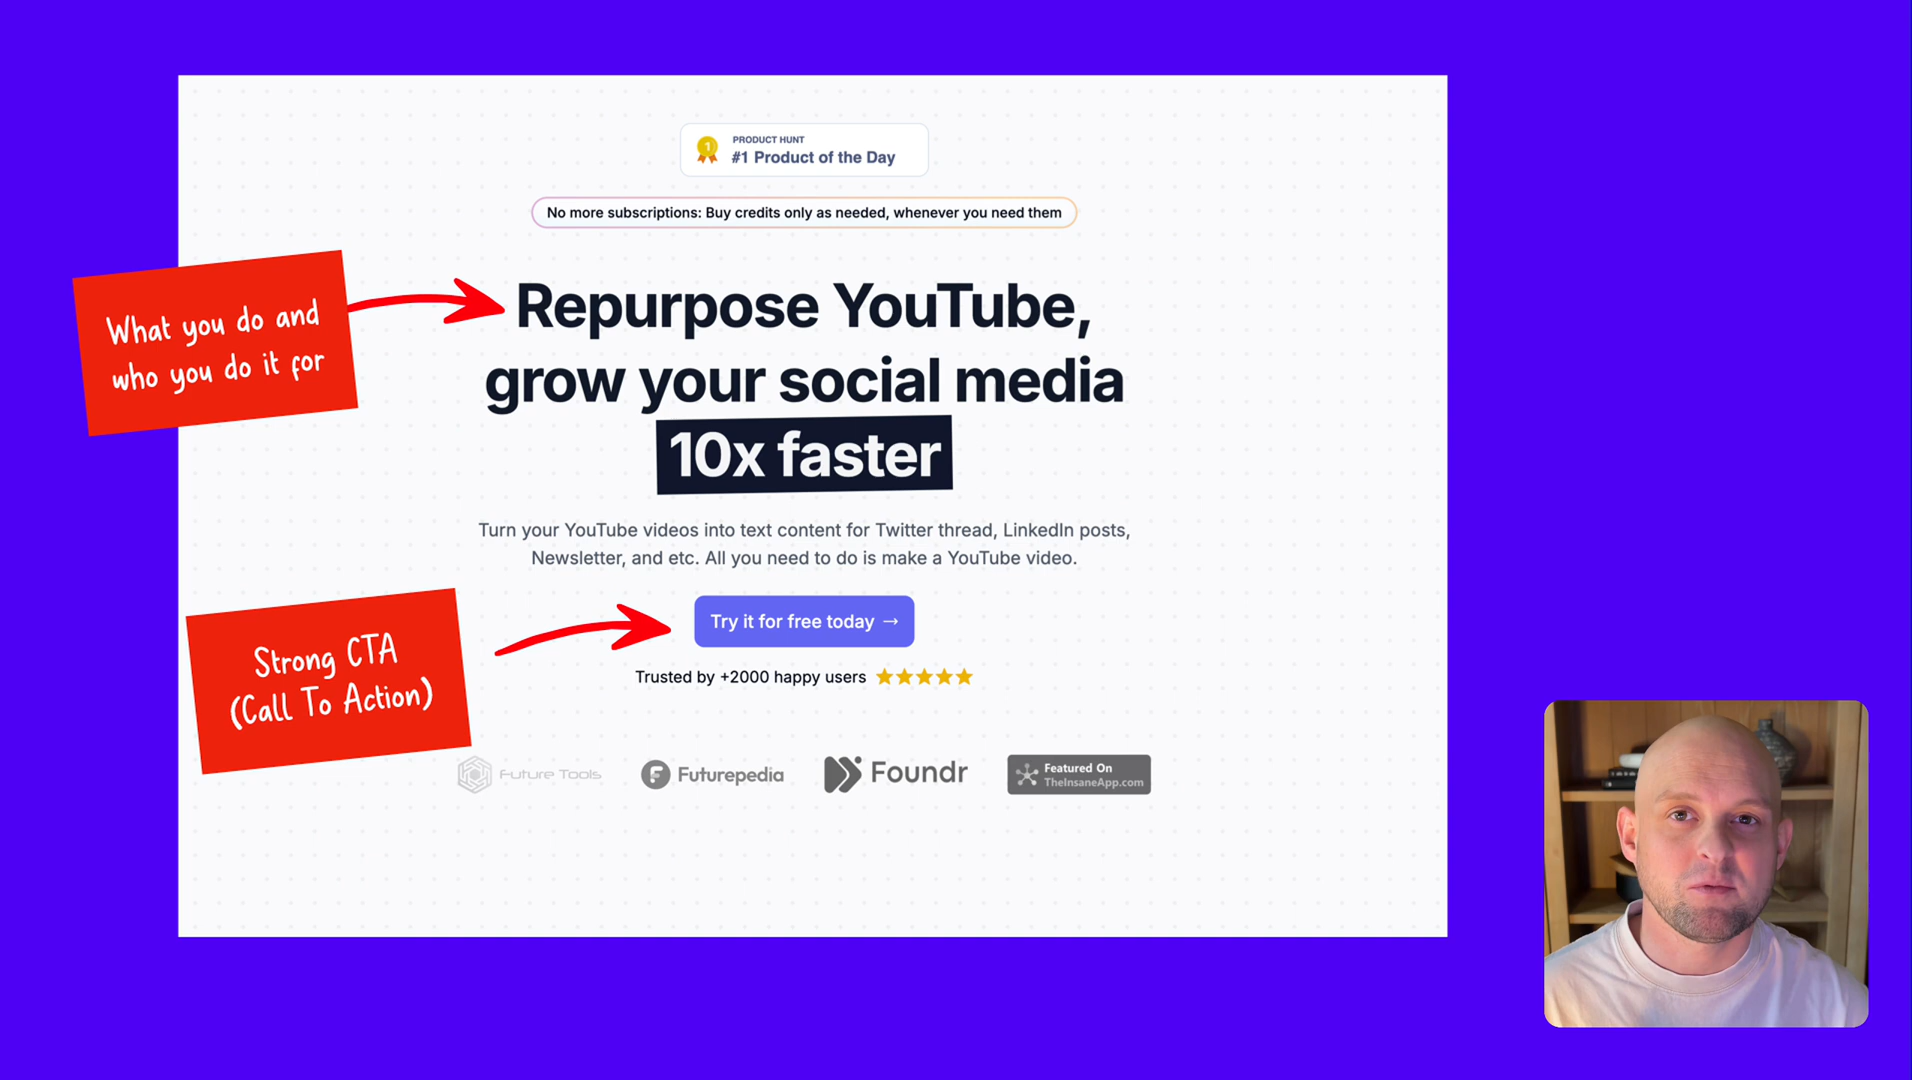 PRODUCT HUNT
#1 Product of the Day
No more subscriptions: Buy credits only as needed, whenever you need them
What you do and
who you do it for
Repurpose YouTube,
grow your social media
10x faster
Turn your YouTube videos into text content for Twitter thread, LinkedIn posts,
Newsletter, and etc. All you need to do is make a YouTube video.
Strong CTA
(Call To Action)
Try it for free today →
Trusted by +2000 happy users
Future Tools
Futurepedia
Foundr
Featured On
TheInsaneApp.com